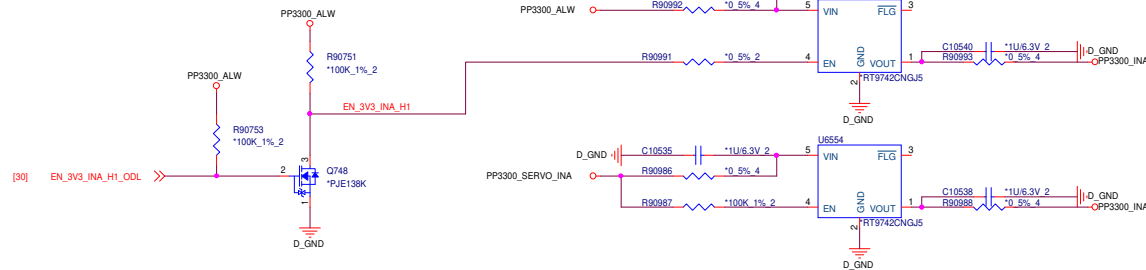 PP3300_ALW
R90992
*0_5%_4
5
VIN
FLG
3
PP3300_ALW
R90751
*100K_1%_2
R90991
*0_5%_2
4
EN
GND
VOUT
1
C10540
*1U/6.3V_2
D_GND
R90993
*0_5%_4
PP3300_INA
2
*RT9742CNGJ5
D_GND
PP3300_ALW
EN_3V3_INA_H1
R90753
*100K_1%_2
[30]
EN_3V3_INA_H1_ODL
2
3
Q748
*PJE138K
1
D_GND
U6554
D_GND
C10535
*1U/6.3V_2
5
VIN
FLG
3
PP3300_SERVO_INA
R90986
*0_5%_4
R90987
*100K_1%_2
4
EN
GND
VOUT
1
C10538
*1U/6.3V_2
D_GND
R90988
*0_5%_4
PP3300_INA
2
*RT9742CNGJ5
D_GND